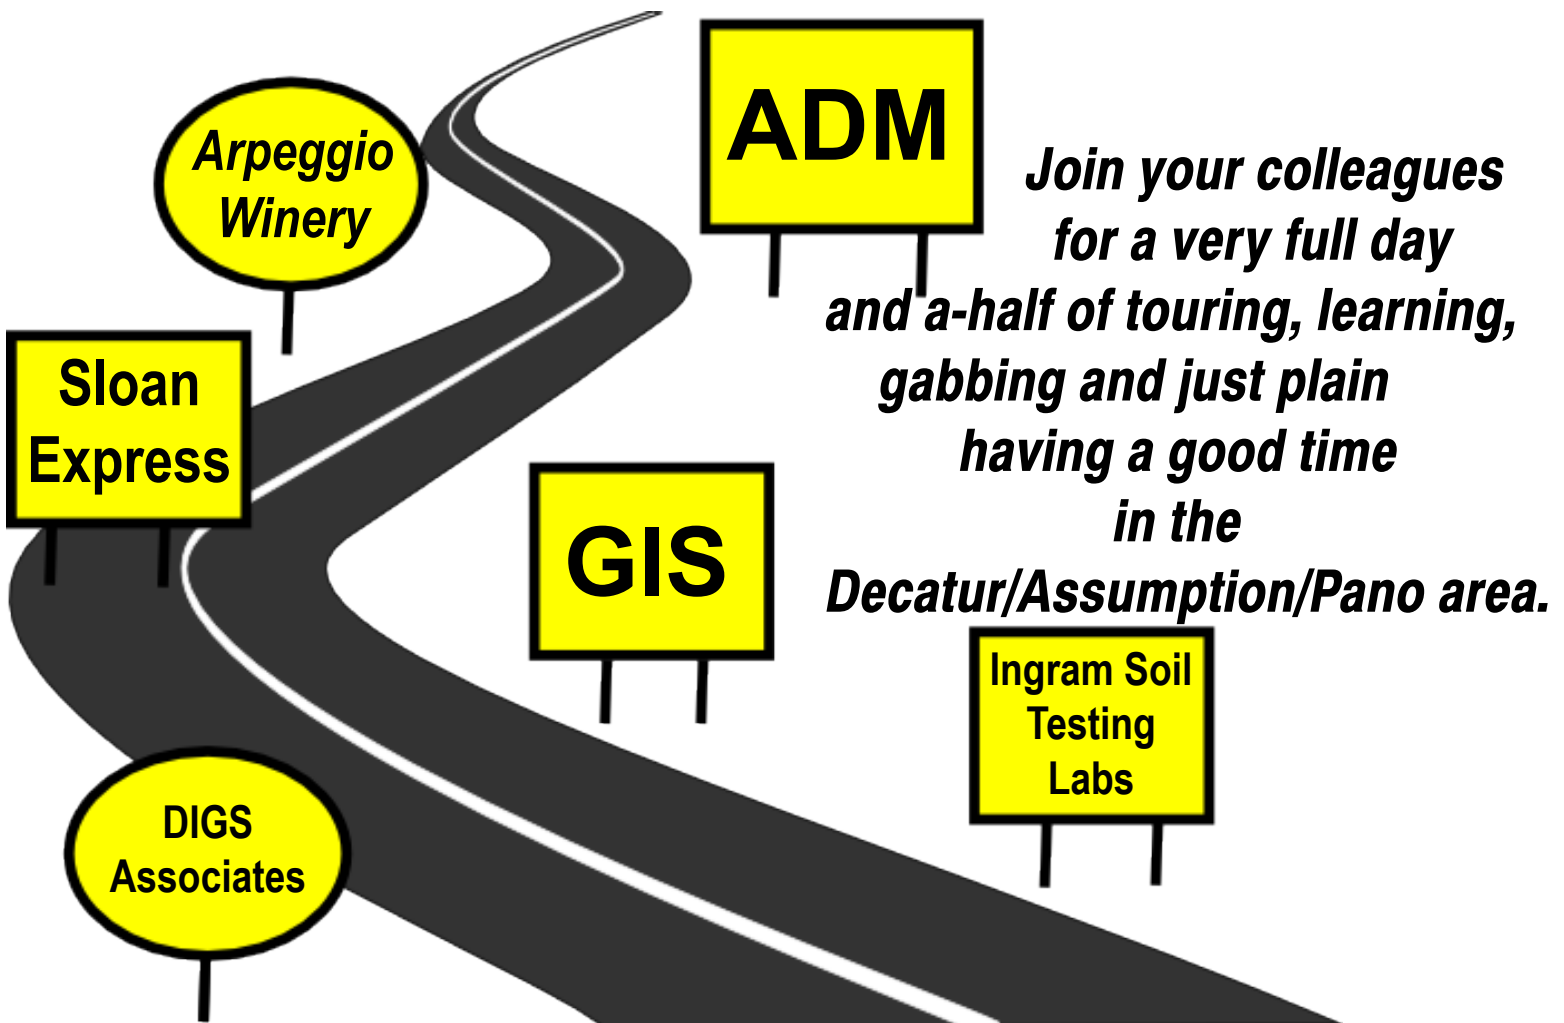 ADM
Arpeggio
Winery
Join your colleagues
for a very full day
and a-half of touring, learning,
gabbing and just plain
having a good time
in the
Decatur/Assumption/Pano area.
Sloan
Express
GIS
Ingram Soil
Testing
Labs
DIGS
Associates